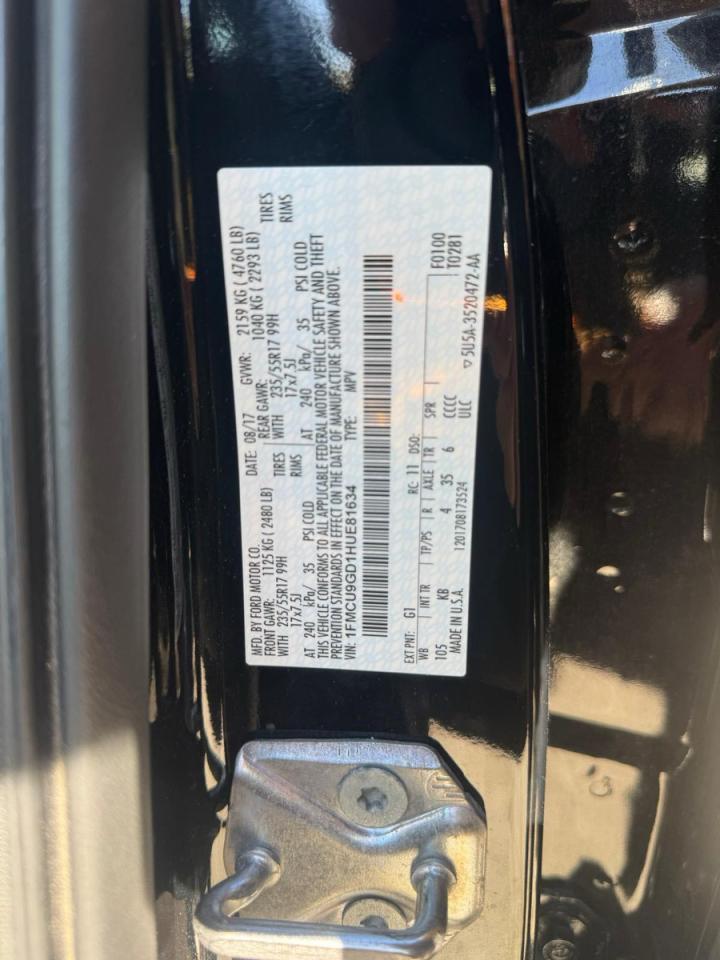 MFD. BY FORD MOTOR CO.
DATE: 08/17 GVWR: 2159 KG ( 4760 LB)
FRONT GAWR: 1125 KG ( 2480 LB) REAR GAWR: 1040 KG ( 2293 LB)
WITH 235/55R17 99H TIRES WITH 235/55R17 99H TIRES
17x7.5J RIMS 17x7.5J RIMS
AT 240 kPa/ 35 PSI COLD AT 240 kPa/ 35 PSI COLD
THIS VEHICLE CONFORMS TO ALL APPLICABLE FEDERAL MOTOR VEHICLE SAFETY AND THEFT
PREVENTION STANDARDS IN EFFECT ON THE DATE OF MANUFACTURE SHOWN ABOVE.
VIN: 1FMCU9GD1HUE81634 TYPE: MPV
EXT PNT: G1 RC: 11 DSO: F0100
WB INT TR TP/PS R AXLE TR SPR T0281
105 KB 4 35 6 CCCC
MADE IN U.S.A. 1201708173524 ULC
5U5A-3520472-AA